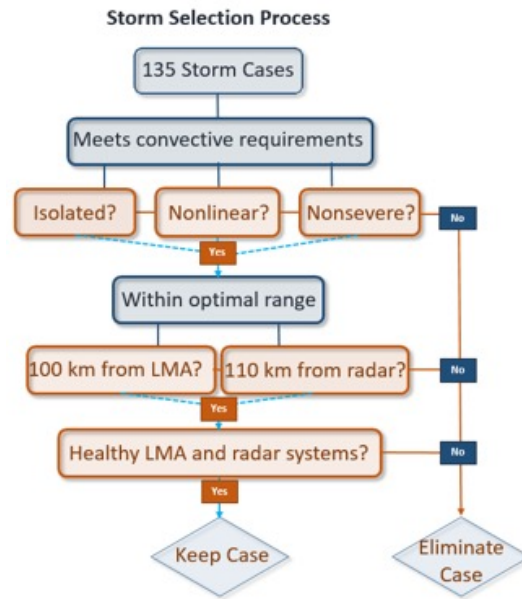 Storm Selection Process
135 Storm Cases
Meets convective requirements
Isolated?
Nonlinear?
Nonsevere?
No
Yes
Within optimal range
100 km from LMA?
110 km from radar?
No
Yes
Healthy LMA and radar systems?
No
Yes
Keep Case
Eliminate
Case